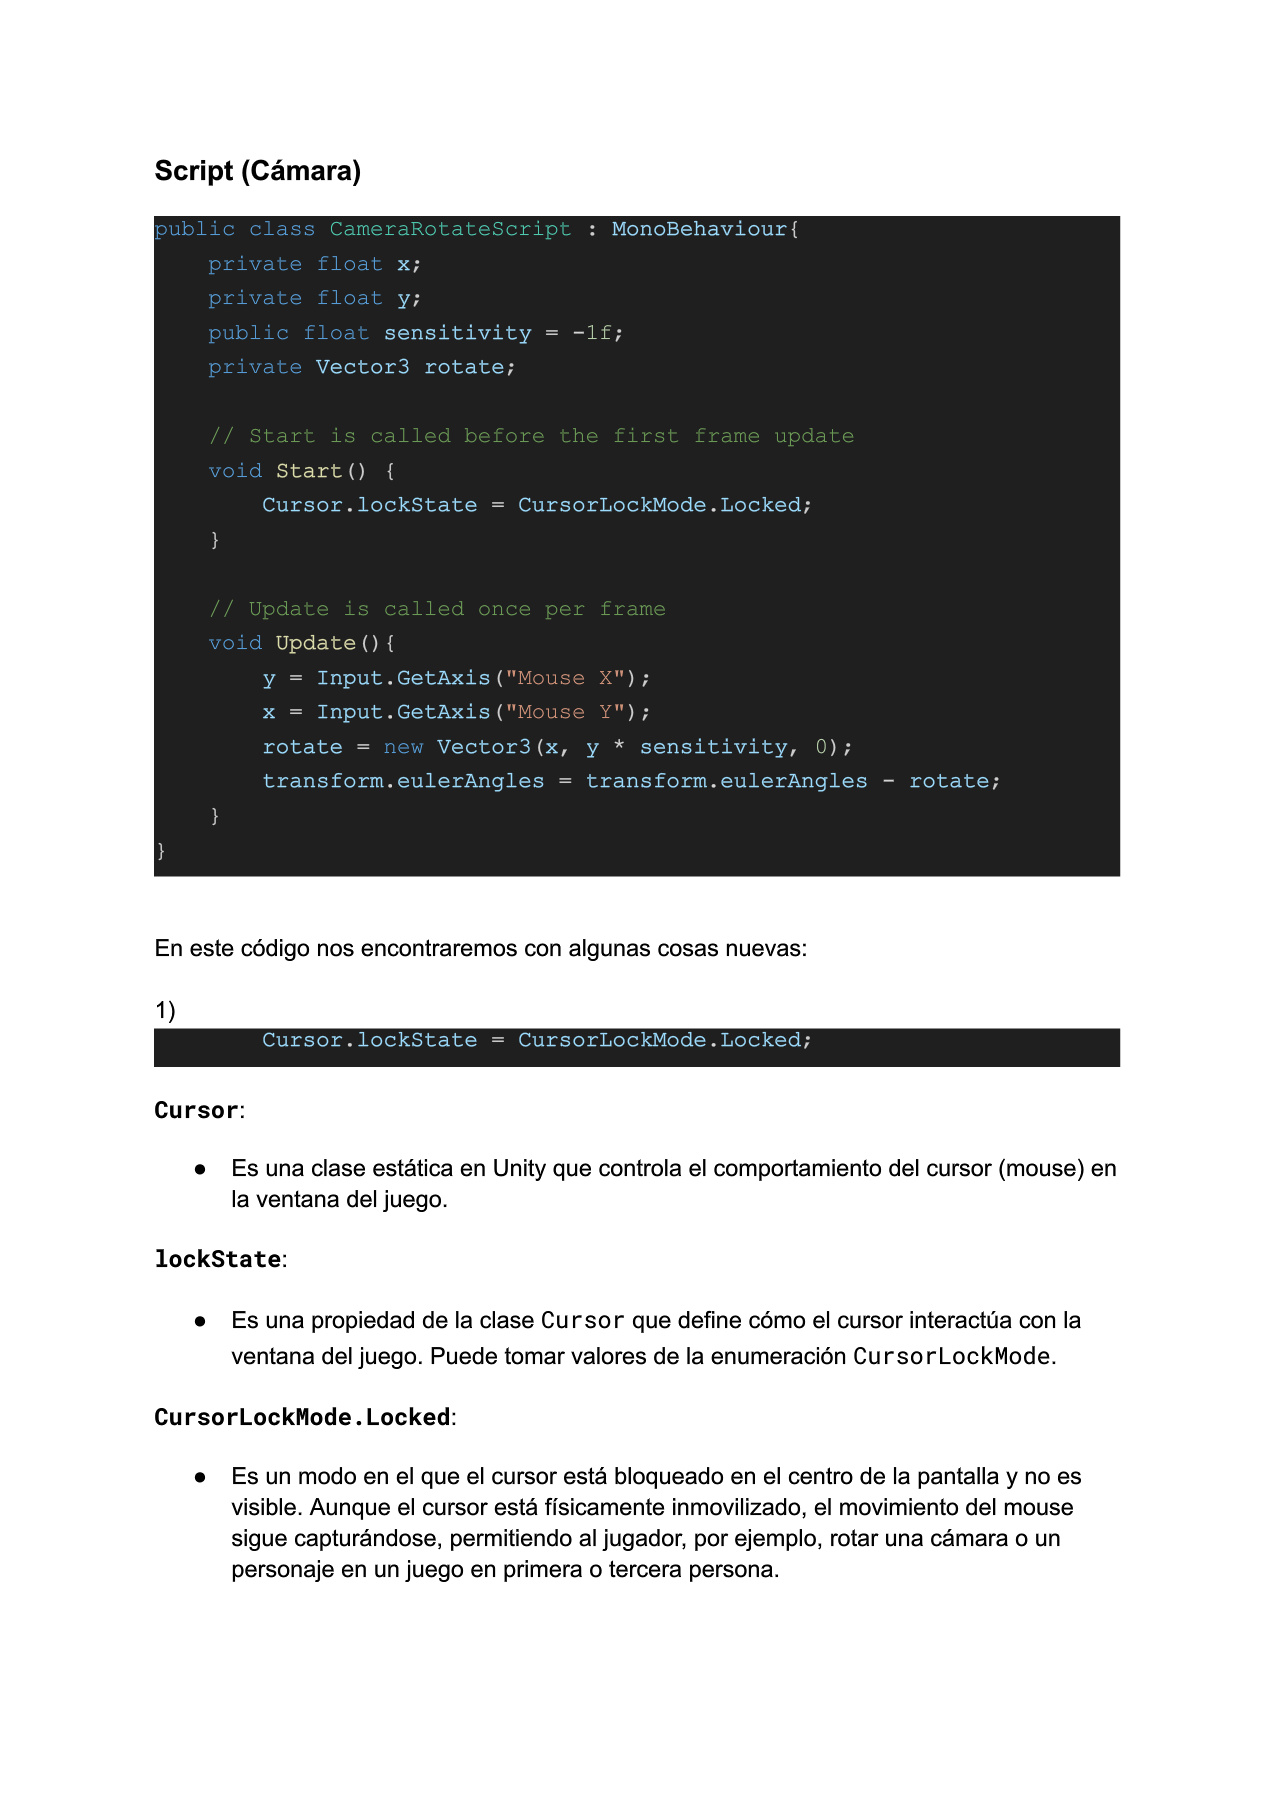 Script (Cámara)
public class CameraRotateScript : MonoBehaviour{
    private float x;
    private float y;
    public float sensitivity = -1f;
    private Vector3 rotate;

    // Start is called before the first frame update
    void Start() {
        Cursor.lockState = CursorLockMode.Locked;
    }

    // Update is called once per frame
    void Update(){
        y = Input.GetAxis("Mouse X");
        x = Input.GetAxis("Mouse Y");
        rotate = new Vector3(x, y * sensitivity, 0);
        transform.eulerAngles = transform.eulerAngles - rotate;
    }
}
En este código nos encontraremos con algunas cosas nuevas:
1)
        Cursor.lockState = CursorLockMode.Locked;
Cursor:
● Es una clase estática en Unity que controla el comportamiento del cursor (mouse) en
la ventana del juego.
lockState:
● Es una propiedad de la clase Cursor que define cómo el cursor interactúa con la
ventana del juego. Puede tomar valores de la enumeración CursorLockMode.
CursorLockMode.Locked:
● Es un modo en el que el cursor está bloqueado en el centro de la pantalla y no es
visible. Aunque el cursor está físicamente inmovilizado, el movimiento del mouse
sigue capturándose, permitiendo al jugador, por ejemplo, rotar una cámara o un
personaje en un juego en primera o tercera persona.